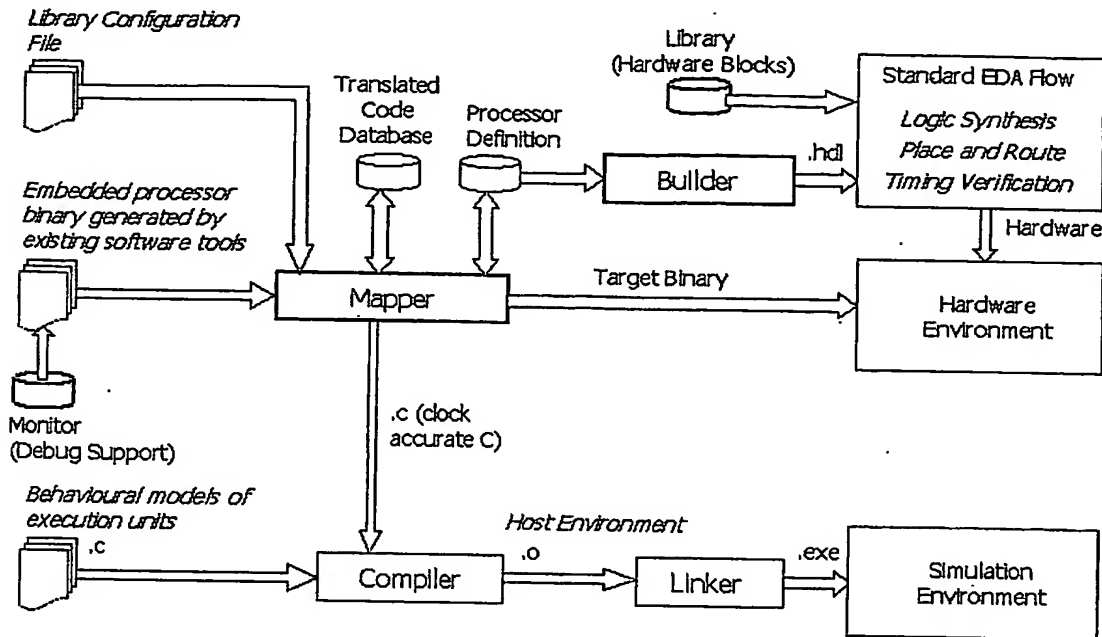 Library Configuration
File
Translated
Code
Database
Processor
Definition
Library
(Hardware Blocks)
Standard EDA Flow
Logic Synthesis
Place and Route
Timing Verification
Builder
.hdl
Hardware
Embedded processor
binary generated by
existing software tools
Mapper
Target Binary
Hardware
Environment
Monitor
(Debug Support)
.c (clock
accurate C)
Behavioural models of
execution units
.c
Compiler
Host Environment
.o
Linker
.exe
Simulation
Environment